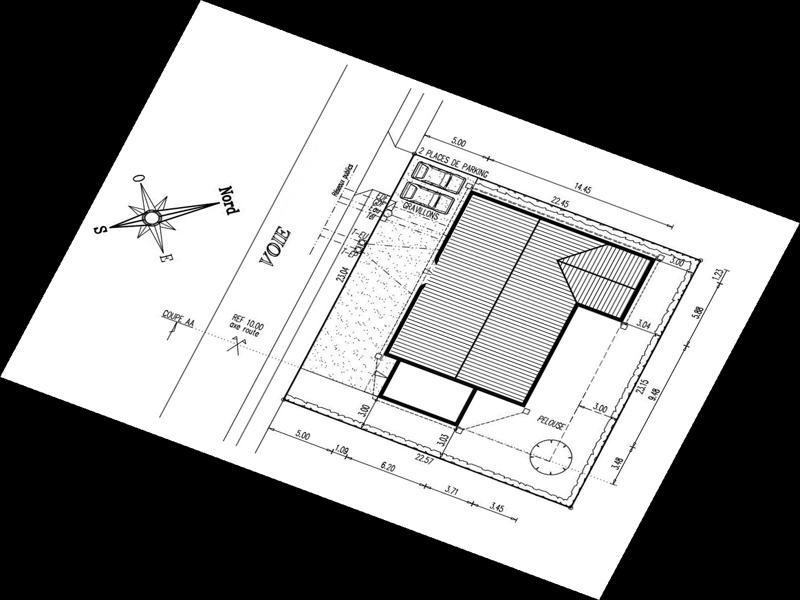 5.00
2 PLACES DE PARKING
14.45
22.45
Réseaux publics
GRAVILLONS
3.00
1.23
O
Nord
S
E
VOIE
23.04
5.88
3.04
COUPE AA
REF 10.00
axe route
23.15
9.48
3.00
3.00
PELOUSE
3.03
5.00
1.09
6.20
22.57
3.71
3.45
3.48